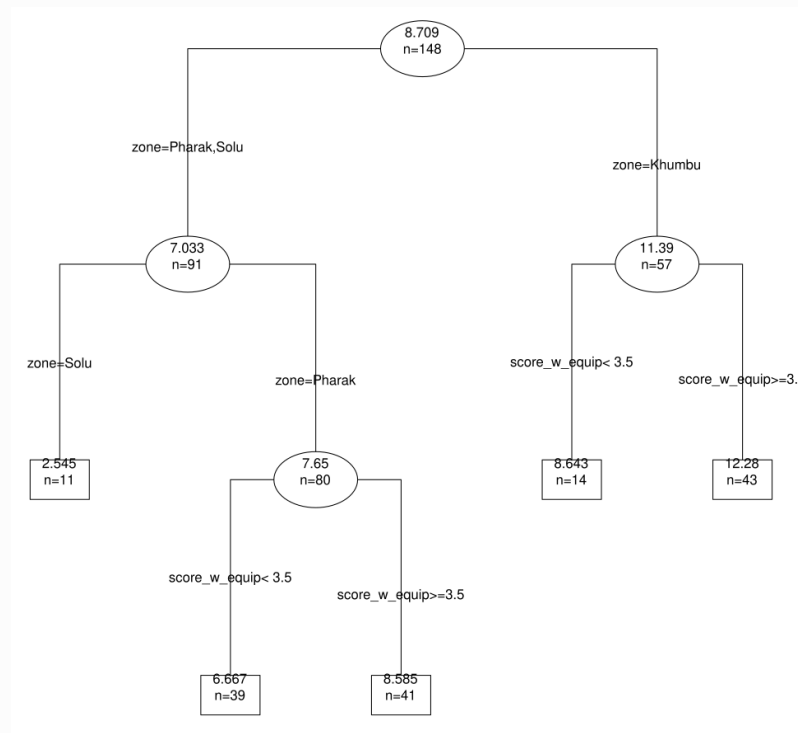 8.709
n=148
zone=Pharak,Solu
zone=Khumbu
7.033
n=91
11.39
n=57
zone=Solu
zone=Pharak
score_w_equip< 3.5
score_w_equip>=3.
2.545
n=11
7.65
n=80
8.643
n=14
12.28
n=43
score_w_equip< 3.5
score_w_equip>=3.5
6.667
n=39
8.585
n=41